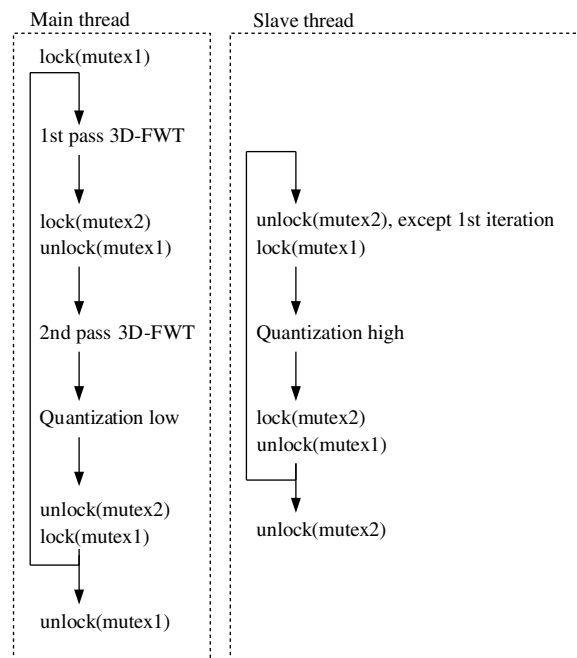 Main thread
lock(mutex1)
1st pass 3D-FWT
lock(mutex2)
unlock(mutex1)
2nd pass 3D-FWT
Quantization low
unlock(mutex2)
lock(mutex1)
unlock(mutex1)
Slave thread
unlock(mutex2), except 1st iteration
lock(mutex1)
Quantization high
lock(mutex2)
unlock(mutex1)
unlock(mutex2)